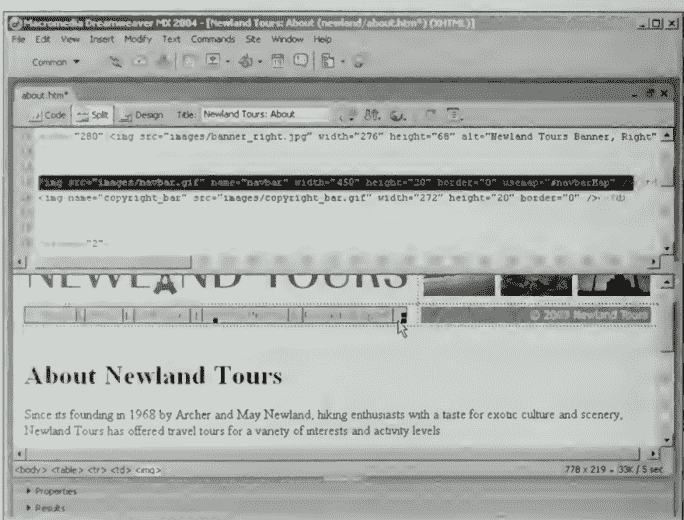 Macromedia Dreamweaver MX 2004 - [Newland Tours: About (newland/about.htm*) (XHTML)]
File Edit View Insert Modify Text Commands Site Window Help
Common
about.htm*
Code Split Design Title: Newland Tours: About
"280" <img src="images/banner_right.jpg" width="276" height="68" alt="Newland Tours Banner, Right"
<img src="images/navbar.gif" name="navbar" width="450" height="20" border="0" usemap="#navbarMap" />
<img name="copyright_bar" src="images/copyright_bar.gif" width="272" height="20" border="0" />
"2"
NEWLAND TOURS
© 2003 Newland Tours
About Newland Tours
Since its founding in 1968 by Archer and May Newland, hiking enthusiasts with a taste for exotic culture and scenery,
Newland Tours has offered travel tours for a variety of interests and activity levels
<body> <table> <tr> <td> <img> 778 x 219 33K / 5 sec
Properties
Results